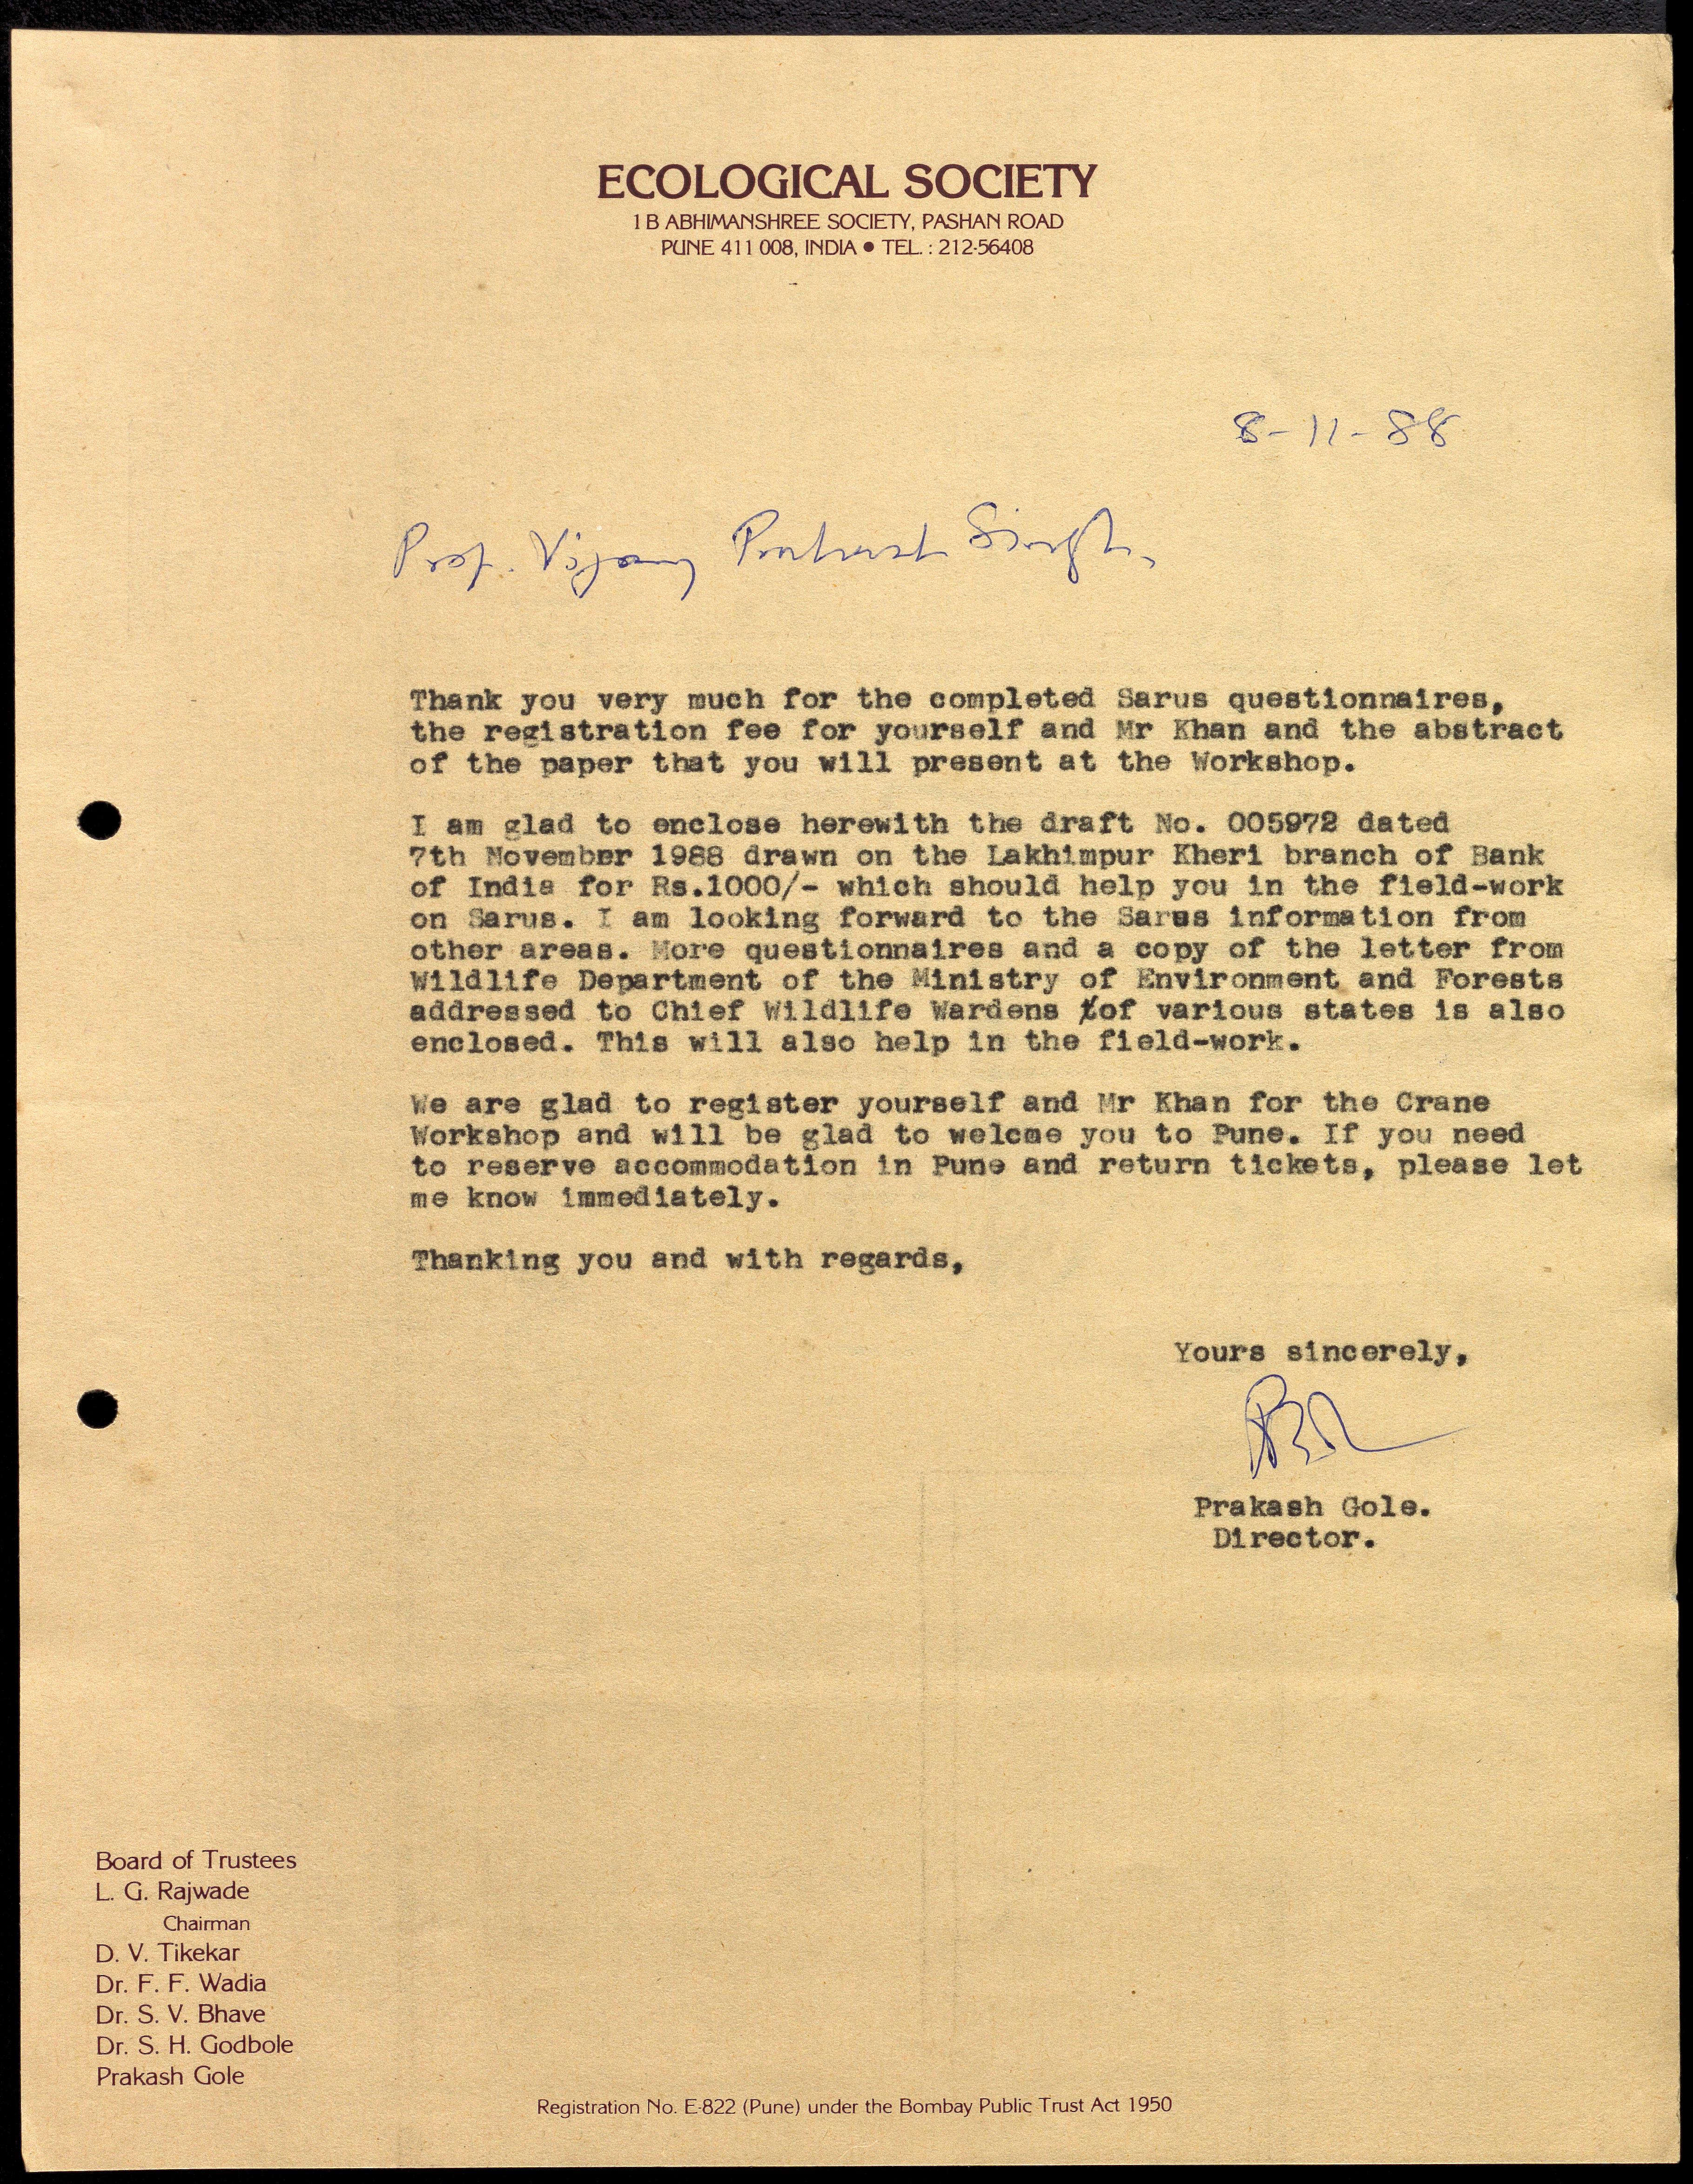 ECOLOGICAL SOCIETY
1 B ABHIMANSHREE SOCIETY, PASHAN ROAD
PUNE 411 008, INDIA ● TEL. : 212-56408
8-11-88
Prof. Vijay Prakash Singh,
Thank you very much for the completed Sarus questionnaires,
the registration fee for yourself and Mr Khan and the abstract
of the paper that you will present at the Workshop.
I am glad to enclose herewith the draft No. 005972 dated
7th November 1988 drawn on the Lakhimpur Kheri branch of Bank
of India for Rs.1000/- which should help you in the field-work
on Sarus. I am looking forward to the Sarus information from
other areas. More questionnaires and a copy of the letter from
Wildlife Department of the Ministry of Environment and Forests
addressed to Chief Wildlife Wardens of various states is also
enclosed. This will also help in the field-work.
We are glad to register yourself and Mr Khan for the Crane
Workshop and will be glad to welcme you to Pune. If you need
to reserve accommodation in Pune and return tickets, please let
me know immediately.
Thanking you and with regards,
Yours sincerely,
Prakash Gole.
Director.
Board of Trustees
L. G. Rajwade
Chairman
D. V. Tikekar
Dr. F. F. Wadia
Dr. S. V. Bhave
Dr. S. H. Godbole
Prakash Gole
Registration No. E-822 (Pune) under the Bombay Public Trust Act 1950